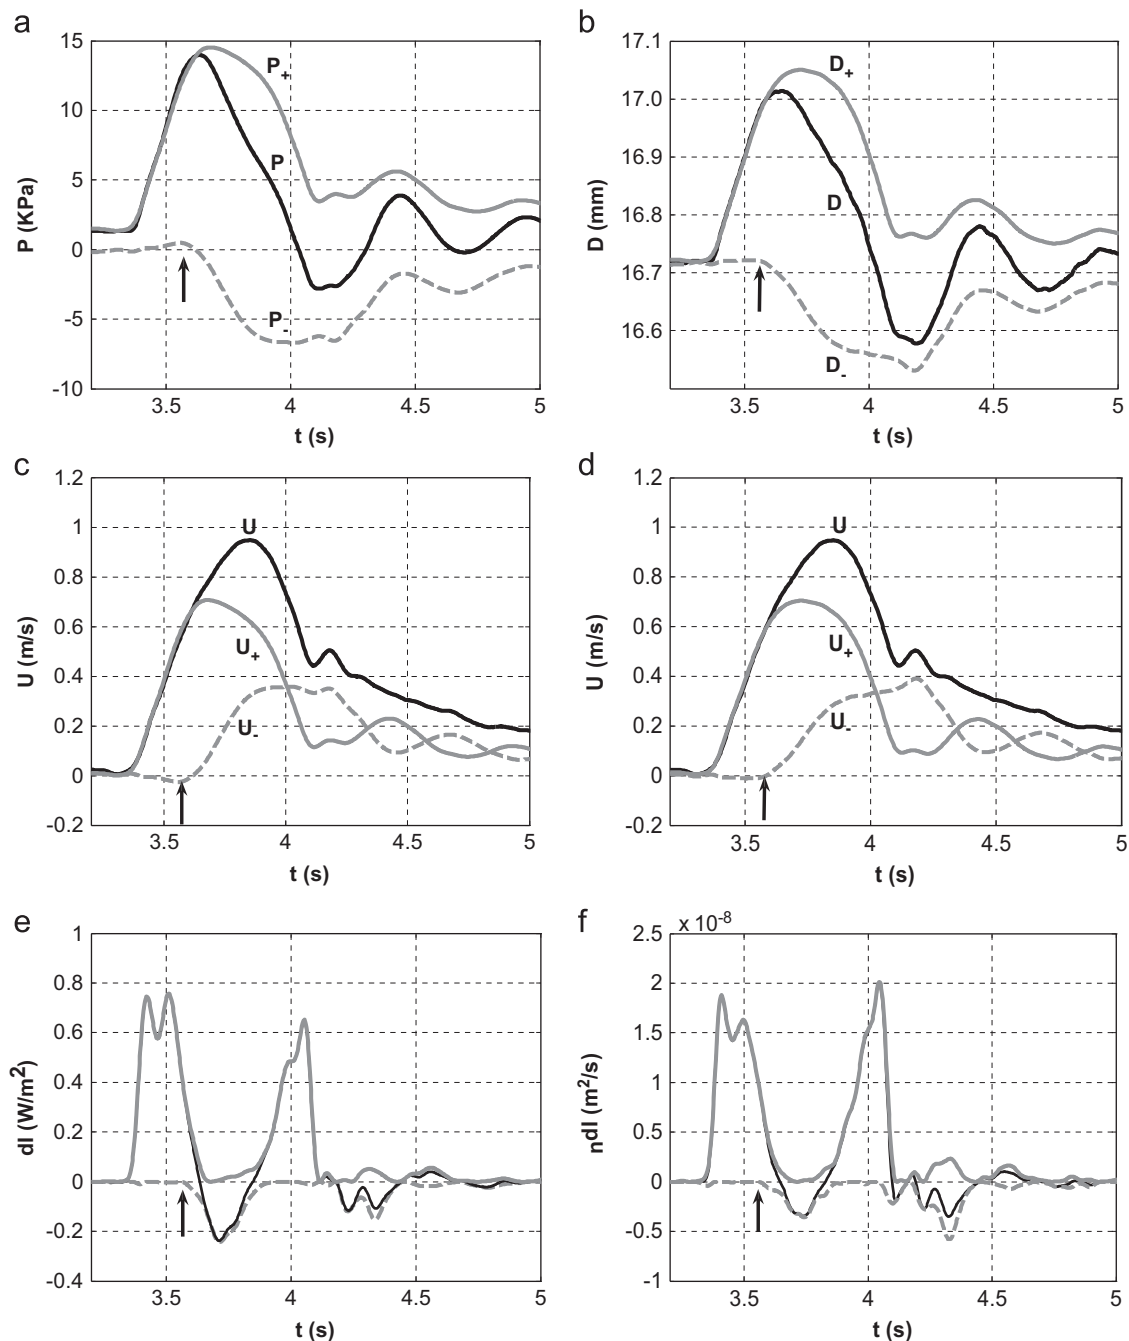 a
15
10
5
0
-5
-10
P (KPa)
P+
P
P-
3.5
4
4.5
5
t (s)
b
17.1
17.0
16.9
16.8
16.7
16.6
D (mm)
D+
D
D-
3.5
4
4.5
5
t (s)
c
1.2
1
0.8
0.6
0.4
0.2
0
-0.2
U (m/s)
U
U+
U-
3.5
4
4.5
5
t (s)
d
1.2
1
0.8
0.6
0.4
0.2
0
-0.2
U (m/s)
U
U+
U-
3.5
4
4.5
5
t (s)
e
1
0.8
0.6
0.4
0.2
0
-0.2
-0.4
dI (W/m²)
3.5
4
4.5
5
t (s)
f
x 10⁻⁸
2.5
2
1.5
1
0.5
0
-0.5
-1
ndI (m²/s)
3.5
4
4.5
5
t (s)